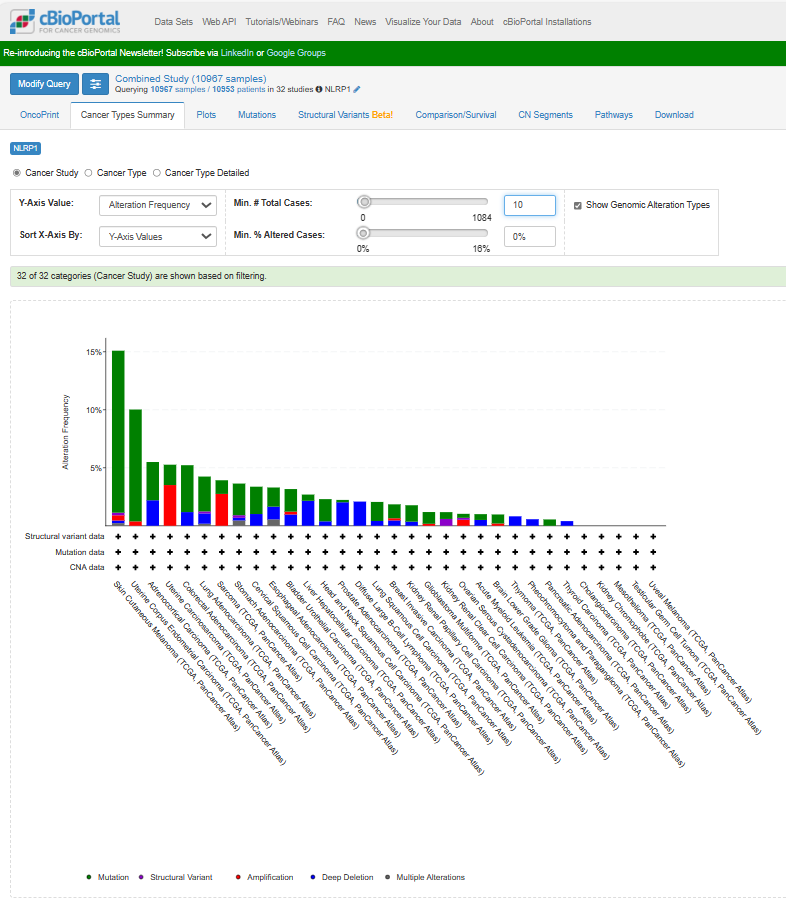 cBioPortal
FOR CANCER GENOMICS
Data Sets Web API Tutorials/Webinars FAQ News Visualize Your Data About cBioPortal Installations
Re-introducing the cBioPortal Newsletter! Subscribe via LinkedIn or Google Groups
Modify Query
Combined Study (10967 samples)
Querying 10967 samples / 10953 patients in 32 studies NLRP1
OncoPrint Cancer Types Summary Plots Mutations Structural Variants Beta! Comparison/Survival CN Segments Pathways Download
NLRP1
Cancer Study Cancer Type Cancer Type Detailed
Y-Axis Value: Alteration Frequency Min. # Total Cases: 10 Show Genomic Alteration Types
0 1084
Sort X-Axis By: Y-Axis Values Min. % Altered Cases: 0%
0% 16%
32 of 32 categories (Cancer Study) are shown based on filtering.
15%
10%
5%
Alteration Frequency
Structural variant data
Mutation data
CNA data
Skin Cutaneous Melanoma (TCGA, PanCancer Atlas)
Uterine Corpus Endometrial Carcinoma (TCGA, PanCancer Atlas)
Adrenocortical Carcinoma (TCGA, PanCancer Atlas)
Uterine Carcinosarcoma (TCGA, PanCancer Atlas)
Colorectal Adenocarcinoma (TCGA, PanCancer Atlas)
Lung Adenocarcinoma (TCGA, PanCancer Atlas)
Sarcoma (TCGA, PanCancer Atlas)
Stomach Adenocarcinoma (TCGA, PanCancer Atlas)
Cervical Squamous Cell Carcinoma (TCGA, PanCancer Atlas)
Esophageal Adenocarcinoma (TCGA, PanCancer Atlas)
Bladder Urothelial Carcinoma (TCGA, PanCancer Atlas)
Liver Hepatocellular Carcinoma (TCGA, PanCancer Atlas)
Head and Neck Squamous Cell Carcinoma (TCGA, PanCancer Atlas)
Prostate Adenocarcinoma (TCGA, PanCancer Atlas)
Diffuse Large B-Cell Lymphoma (TCGA, PanCancer Atlas)
Lung Squamous Cell Carcinoma (TCGA, PanCancer Atlas)
Breast Invasive Carcinoma (TCGA, PanCancer Atlas)
Kidney Renal Papillary Cell Carcinoma (TCGA, PanCancer Atlas)
Glioblastoma Multiforme (TCGA, PanCancer Atlas)
Kidney Renal Clear Cell Carcinoma (TCGA, PanCancer Atlas)
Ovarian Serous Cystadenocarcinoma (TCGA, PanCancer Atlas)
Acute Myeloid Leukemia (TCGA, PanCancer Atlas)
Brain Lower Grade Glioma (TCGA, PanCancer Atlas)
Thymoma (TCGA, PanCancer Atlas)
Pheochromocytoma and Paraganglioma (TCGA, PanCancer Atlas)
Pancreatic Adenocarcinoma (TCGA, PanCancer Atlas)
Thyroid Carcinoma (TCGA, PanCancer Atlas)
Cholangiocarcinoma (TCGA, PanCancer Atlas)
Kidney Chromophobe (TCGA, PanCancer Atlas)
Mesothelioma (TCGA, PanCancer Atlas)
Testicular Germ Cell Tumors (TCGA, PanCancer Atlas)
Uveal Melanoma (TCGA, PanCancer Atlas)
Mutation Structural Variant Amplification Deep Deletion Multiple Alterations